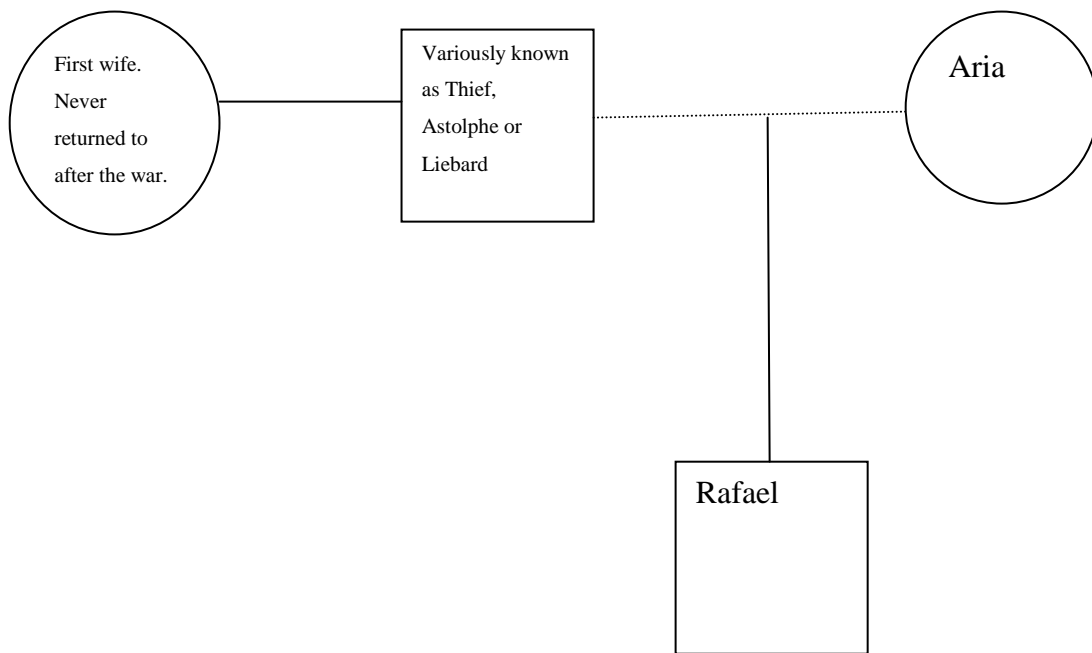 First wife.
Never
returned to
after the war.
Variously known
as Thief,
Astolphe or
Liebard
Aria
Rafael